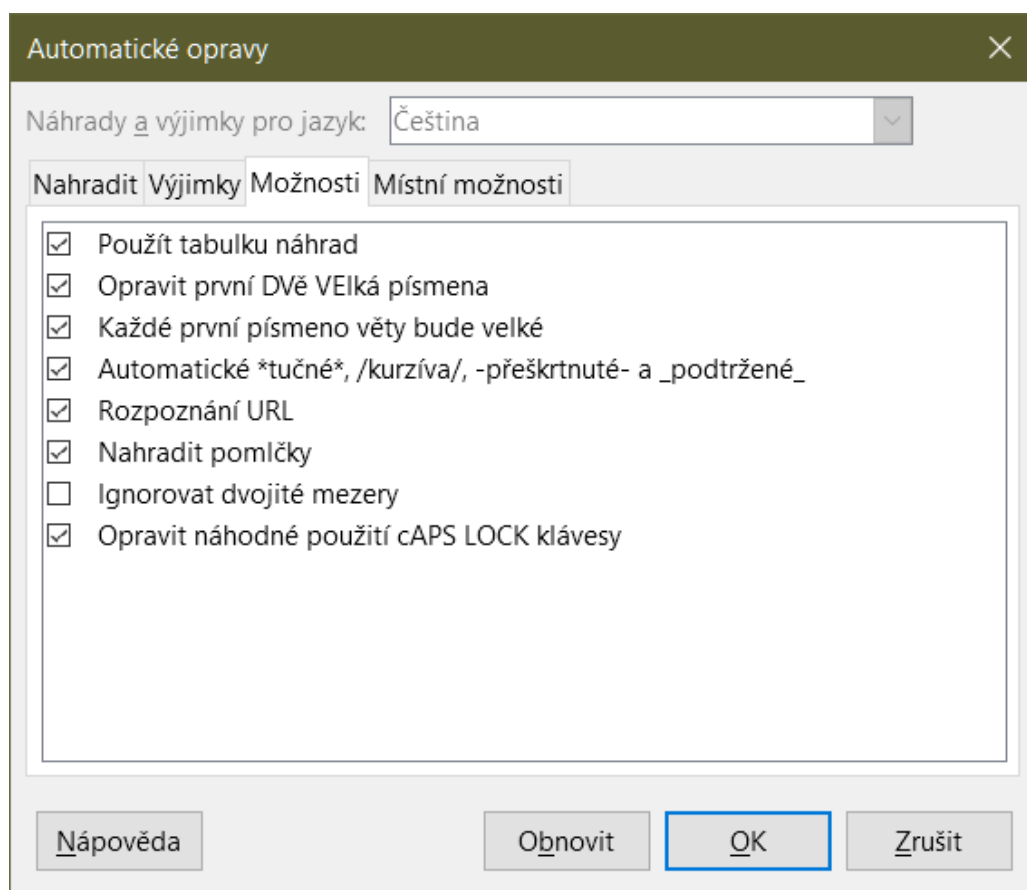 Automatické opravy
Náhrady a výjimky pro jazyk: Čeština
Nahradit Výjimky Možnosti Místní možnosti
Použít tabulku náhrad
Opravit první DVě VElká písmena
Každé první písmeno věty bude velké
Automatické *tučné*, /kurzíva/, -přeškrtnuté- a _podtržené_
Rozpoznání URL
Nahradit pomlčky
Ignorovat dvojité mezery
Opravit náhodné použití cAPS LOCK klávesy
Nápověda Obnovit OK Zrušit